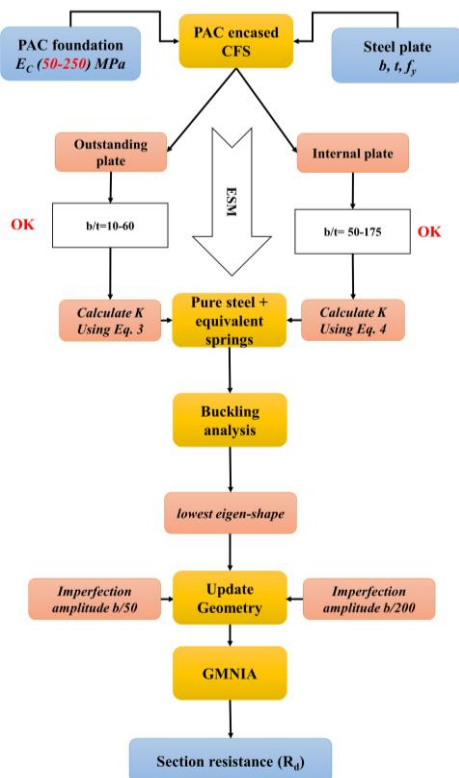 PAC foundation
E_C (50-250) MPa
PAC encased
CFS
Steel plate
b, t, f_y
Outstanding
plate
Internal plate
ESM
OK
b/t=10-60
b/t= 50-175
OK
Calculate K
Using Eq. 3
Pure steel +
equivalent
springs
Calculate K
Using Eq. 4
Buckling
analysis
lowest eigen-shape
Imperfection
amplitude b/50
Update
Geometry
Imperfection
amplitude b/200
GMNIA
Section resistance (R_d)